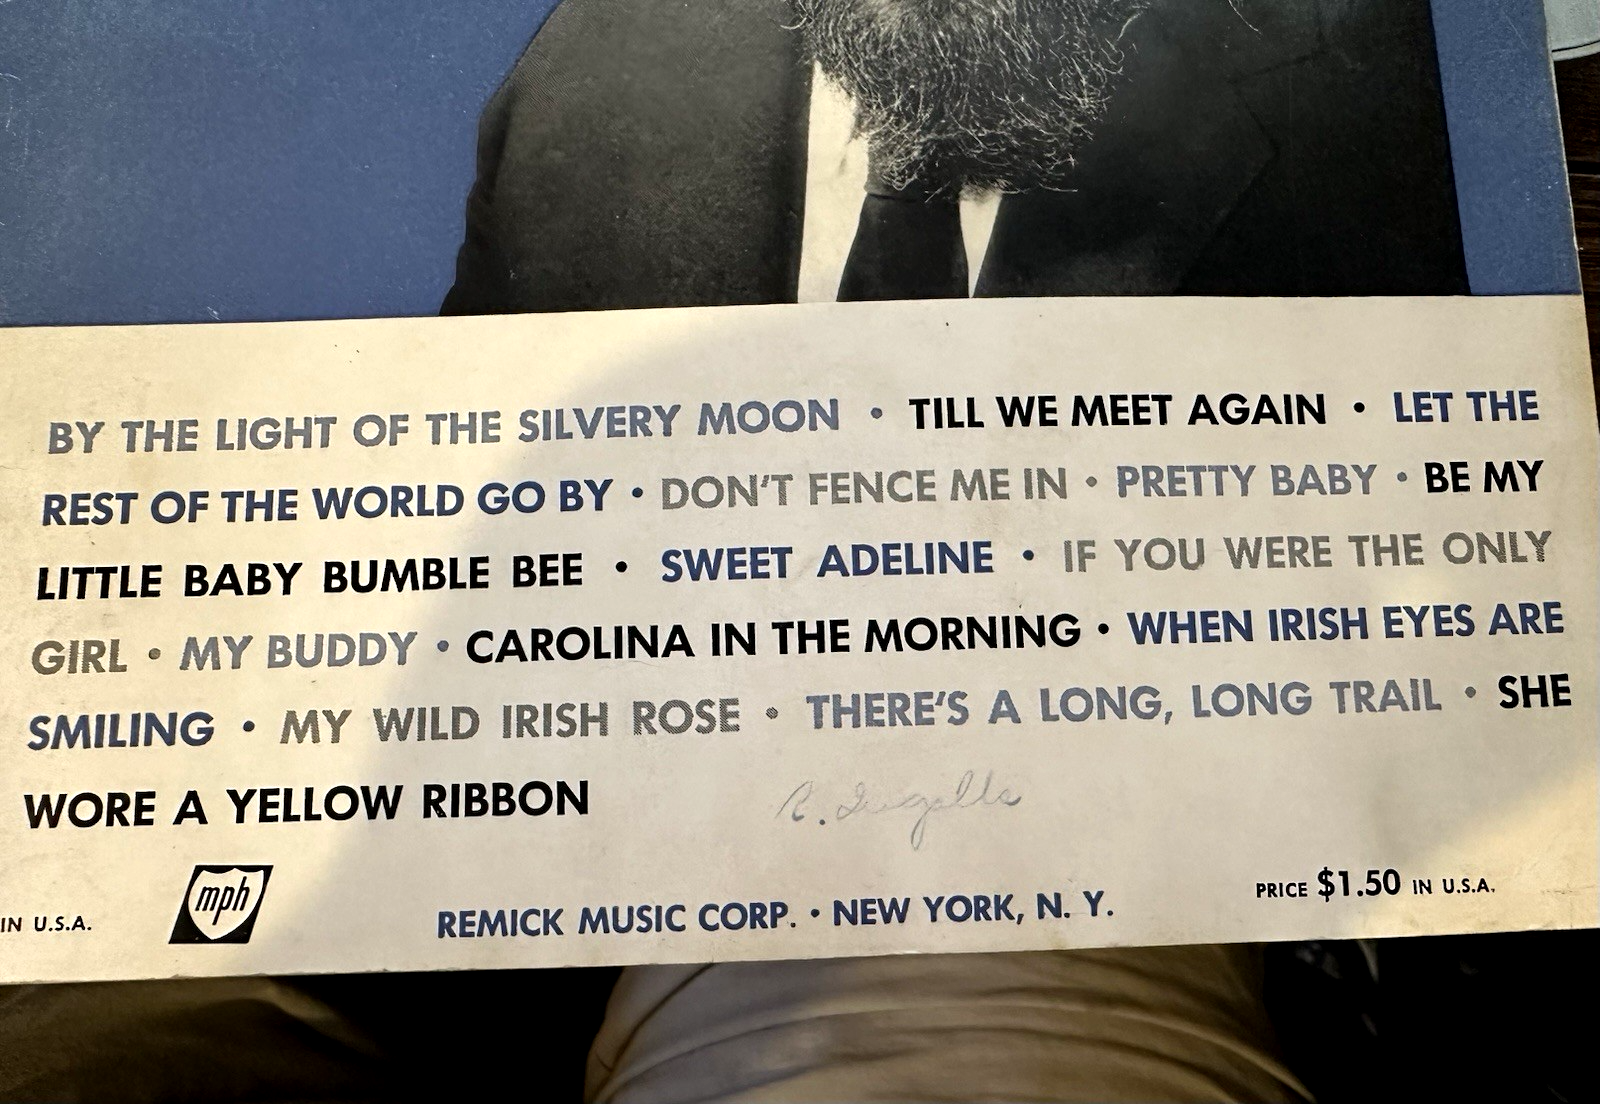 BY THE LIGHT OF THE SILVERY MOON • TILL WE MEET AGAIN • LET THE
REST OF THE WORLD GO BY • DON'T FENCE ME IN • PRETTY BABY • BE MY
LITTLE BABY BUMBLE BEE • SWEET ADELINE • IF YOU WERE THE ONLY
GIRL • MY BUDDY • CAROLINA IN THE MORNING • WHEN IRISH EYES ARE
SMILING • MY WILD IRISH ROSE • THERE'S A LONG, LONG TRAIL • SHE
WORE A YELLOW RIBBON
R. Ingalls
IN U.S.A.
mph
REMICK MUSIC CORP. • NEW YORK, N. Y.
PRICE $1.50 IN U.S.A.